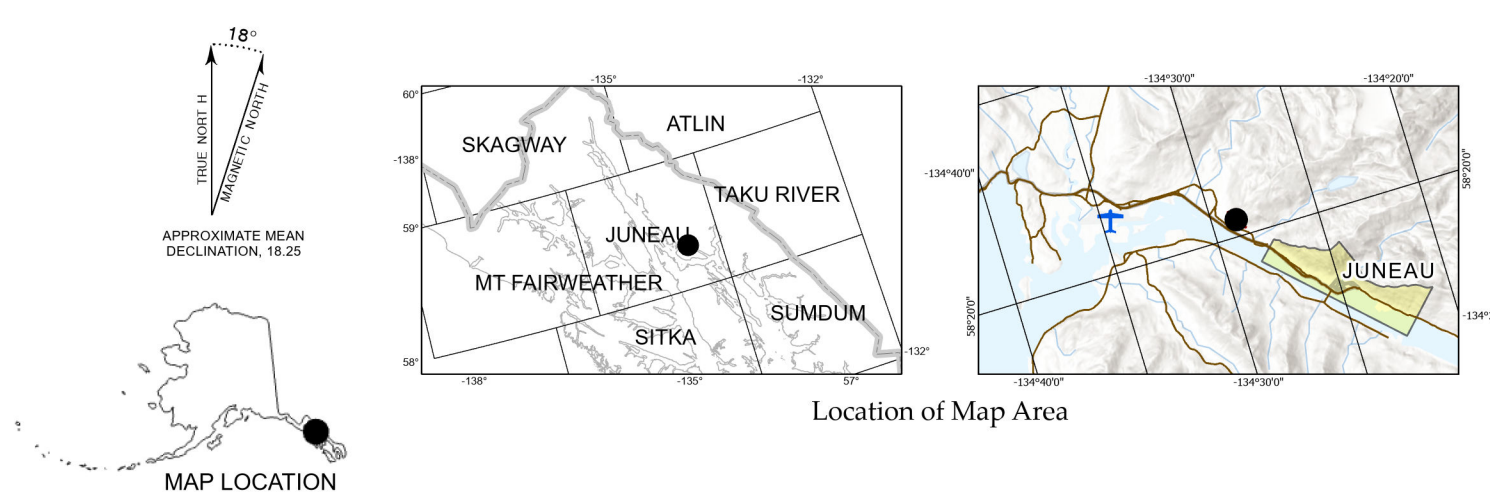 18°
TRUE NORT H
MAGNETIC NORTH
APPROXIMATE MEAN
DECLINATION, 18.25
MAP LOCATION
-135°
-132°
60°
ATLIN
SKAGWAY
-138°
TAKU RIVER
59°
JUNEAU
MT FAIRWEATHER
SUMDUM
SITKA
-132°
58°
-138°
-135°
57°
-134°30'0"
-134°20'0"
-134°40'0"
58°20'0"
JUNEAU
58°20'0"
-134°40'0"
-134°30'0"
Location of Map Area